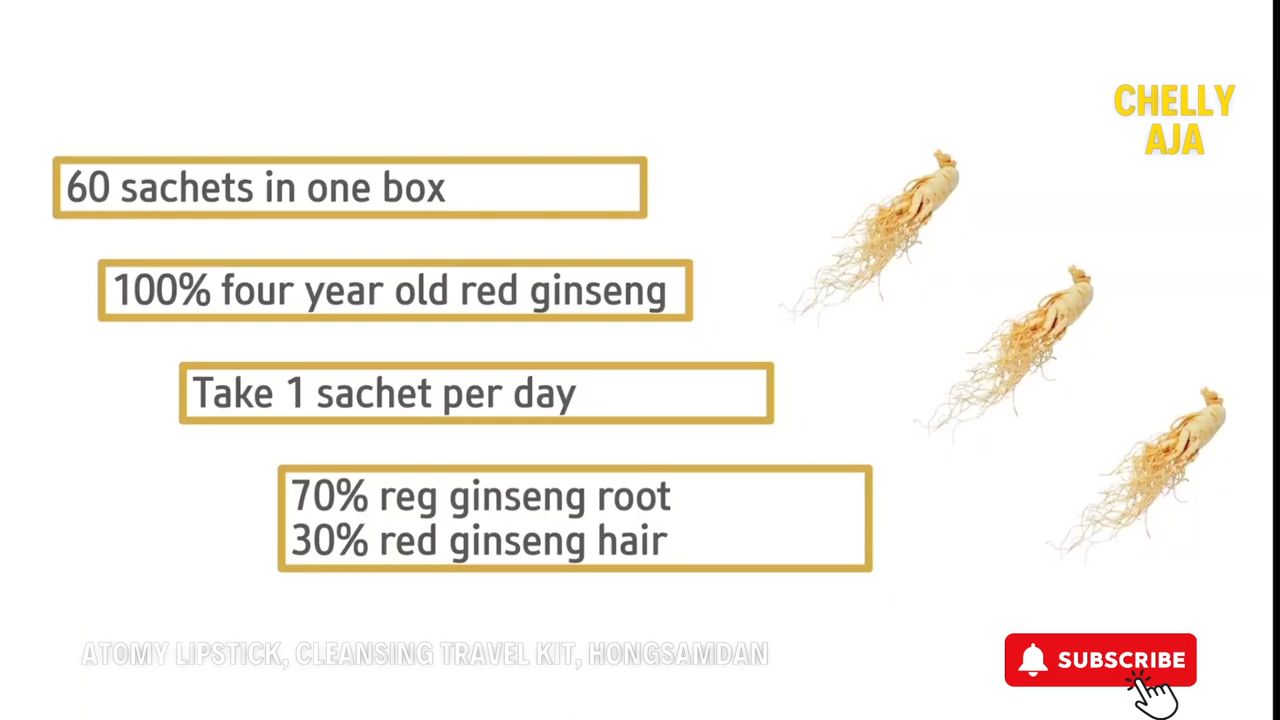 CHELLY
AJA
60 sachets in one box
100% four year old red ginseng
Take 1 sachet per day
70% reg ginseng root
30% red ginseng hair
ATOMY LIPSTICK, CLEANSING TRAVEL KIT, HONGSAMDAN
SUBSCRIBE